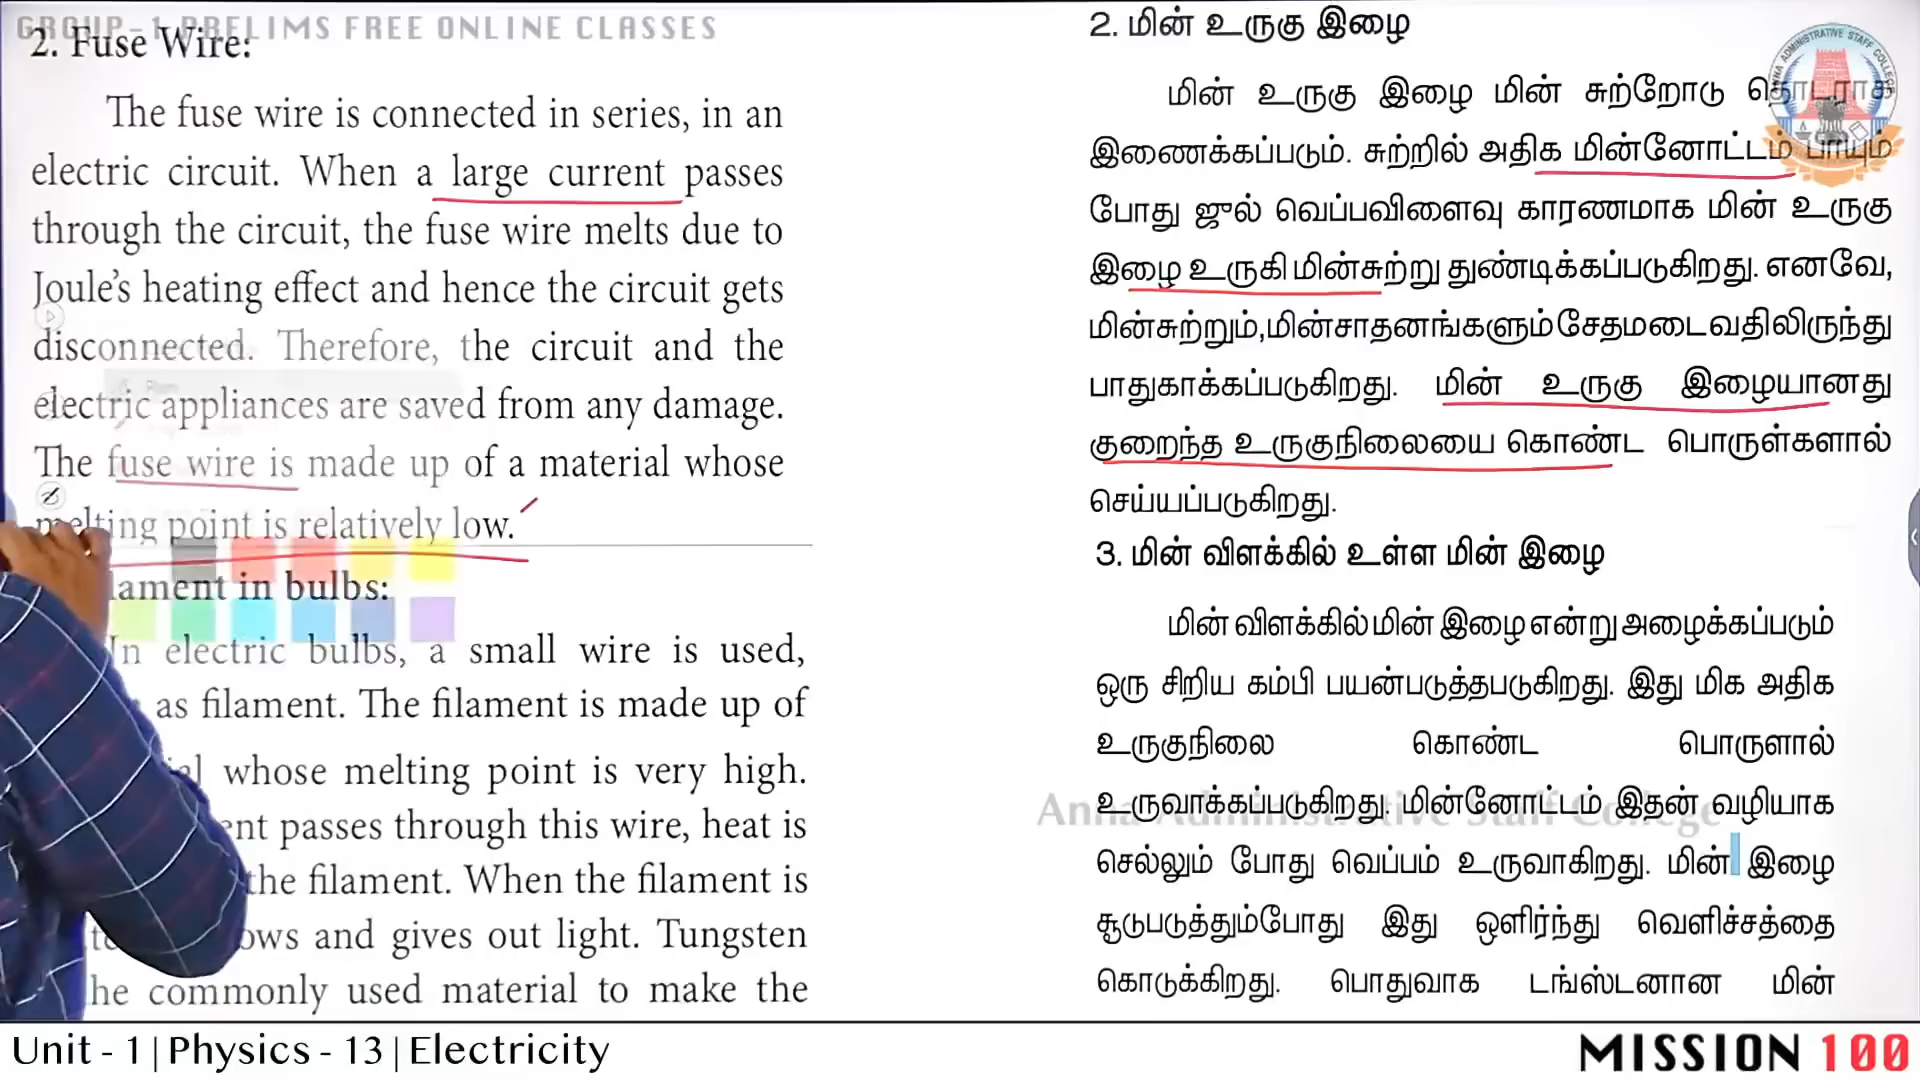 GROUP - 1 PRELIMS FREE ONLINE CLASSES
2. Fuse Wire:
The fuse wire is connected in series, in an
electric circuit. When a large current passes
through the circuit, the fuse wire melts due to
Joule's heating effect and hence the circuit gets
disconnected. Therefore, the circuit and the
electric appliances are saved from any damage.
The fuse wire is made up of a material whose
melting point is relatively low.
in bulbs:
electric bulbs, a small wire is used,
as filament. The filament is made up of
whose melting point is very high.
passes through this wire, heat is
the filament. When the filament is
and gives out light. Tungsten
commonly used material to make the
2. மின் உருகு இழை
மின் உருகு இழை மின் சுற்றோடு தொடராக
இணைக்கப்படும். சுற்றில் அதிக மின்னோட்டம் பாயும்
போது ஜுல் வெப்பவிளைவு காரணமாக மின் உருகு
இழை உருகி மின்சுற்று துண்டிக்கப்படுகிறது. எனவே,
மின்சுற்றும்,மின்சாதனங்களும்சேதமடைவதிலிருந்து
பாதுகாக்கப்படுகிறது. மின் உருகு இழையானது
குறைந்த உருகுநிலையை கொண்ட பொருள்களால்
செய்யப்படுகிறது.
3. மின் விளக்கில் உள்ள மின் இழை
மின் விளக்கில் மின் இழை என்று அழைக்கப்படும்
ஒரு சிறிய கம்பி பயன்படுத்தபடுகிறது. இது மிக அதிக
உருகுநிலை கொண்ட பொருளால்
உருவாக்கப்படுகிறது. மின்னோட்டம் இதன் வழியாக
செல்லும் போது வெப்பம் உருவாகிறது. மின் இழை
சூடுபடுத்தும்போது இது ஒளிர்ந்து வெளிச்சத்தை
கொடுக்கிறது. பொதுவாக டங்ஸ்டனான மின்
Anna Administrative Staff College
ANNA ADMINISTRATIVE STAFF COLLEGE
Unit - 1 | Physics - 13 | Electricity
MISSION 100